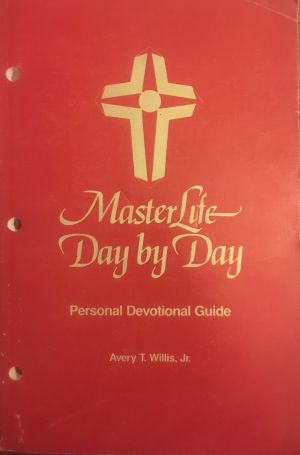 MasterLife
Day by Day
Personal Devotional Guide
Avery T. Willis, Jr.